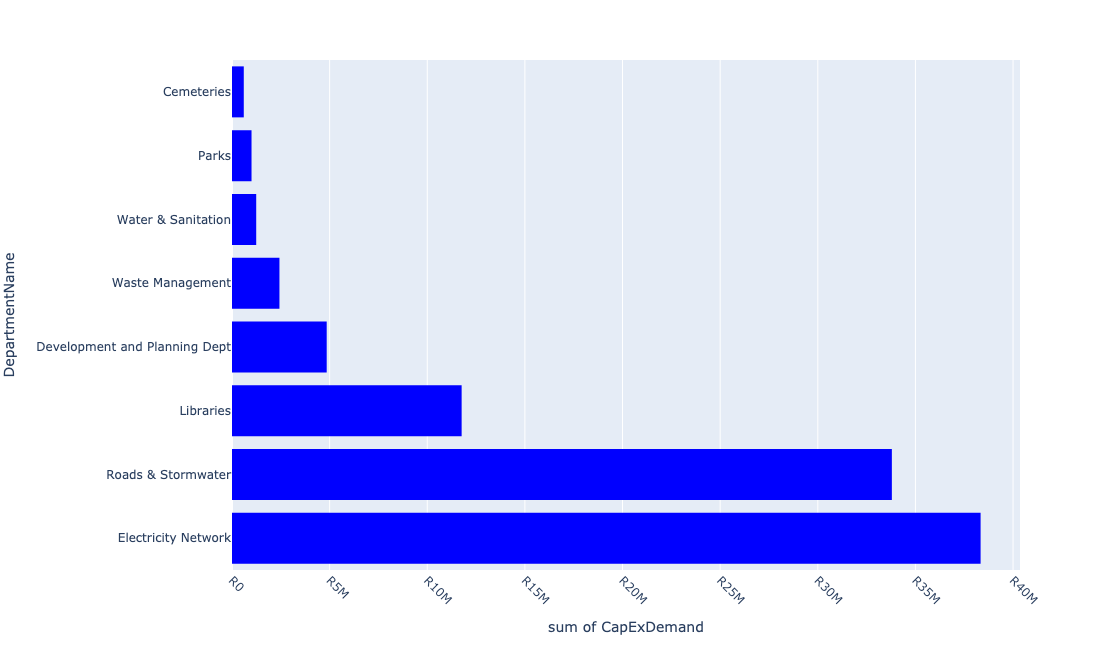 Cemeteries
Parks
Water & Sanitation
Waste Management
Development and Planning Dept
Libraries
Roads & Stormwater
Electricity Network
DepartmentName
R0
R5M
R10M
R15M
R20M
R25M
R30M
R35M
R40M
sum of CapExDemand